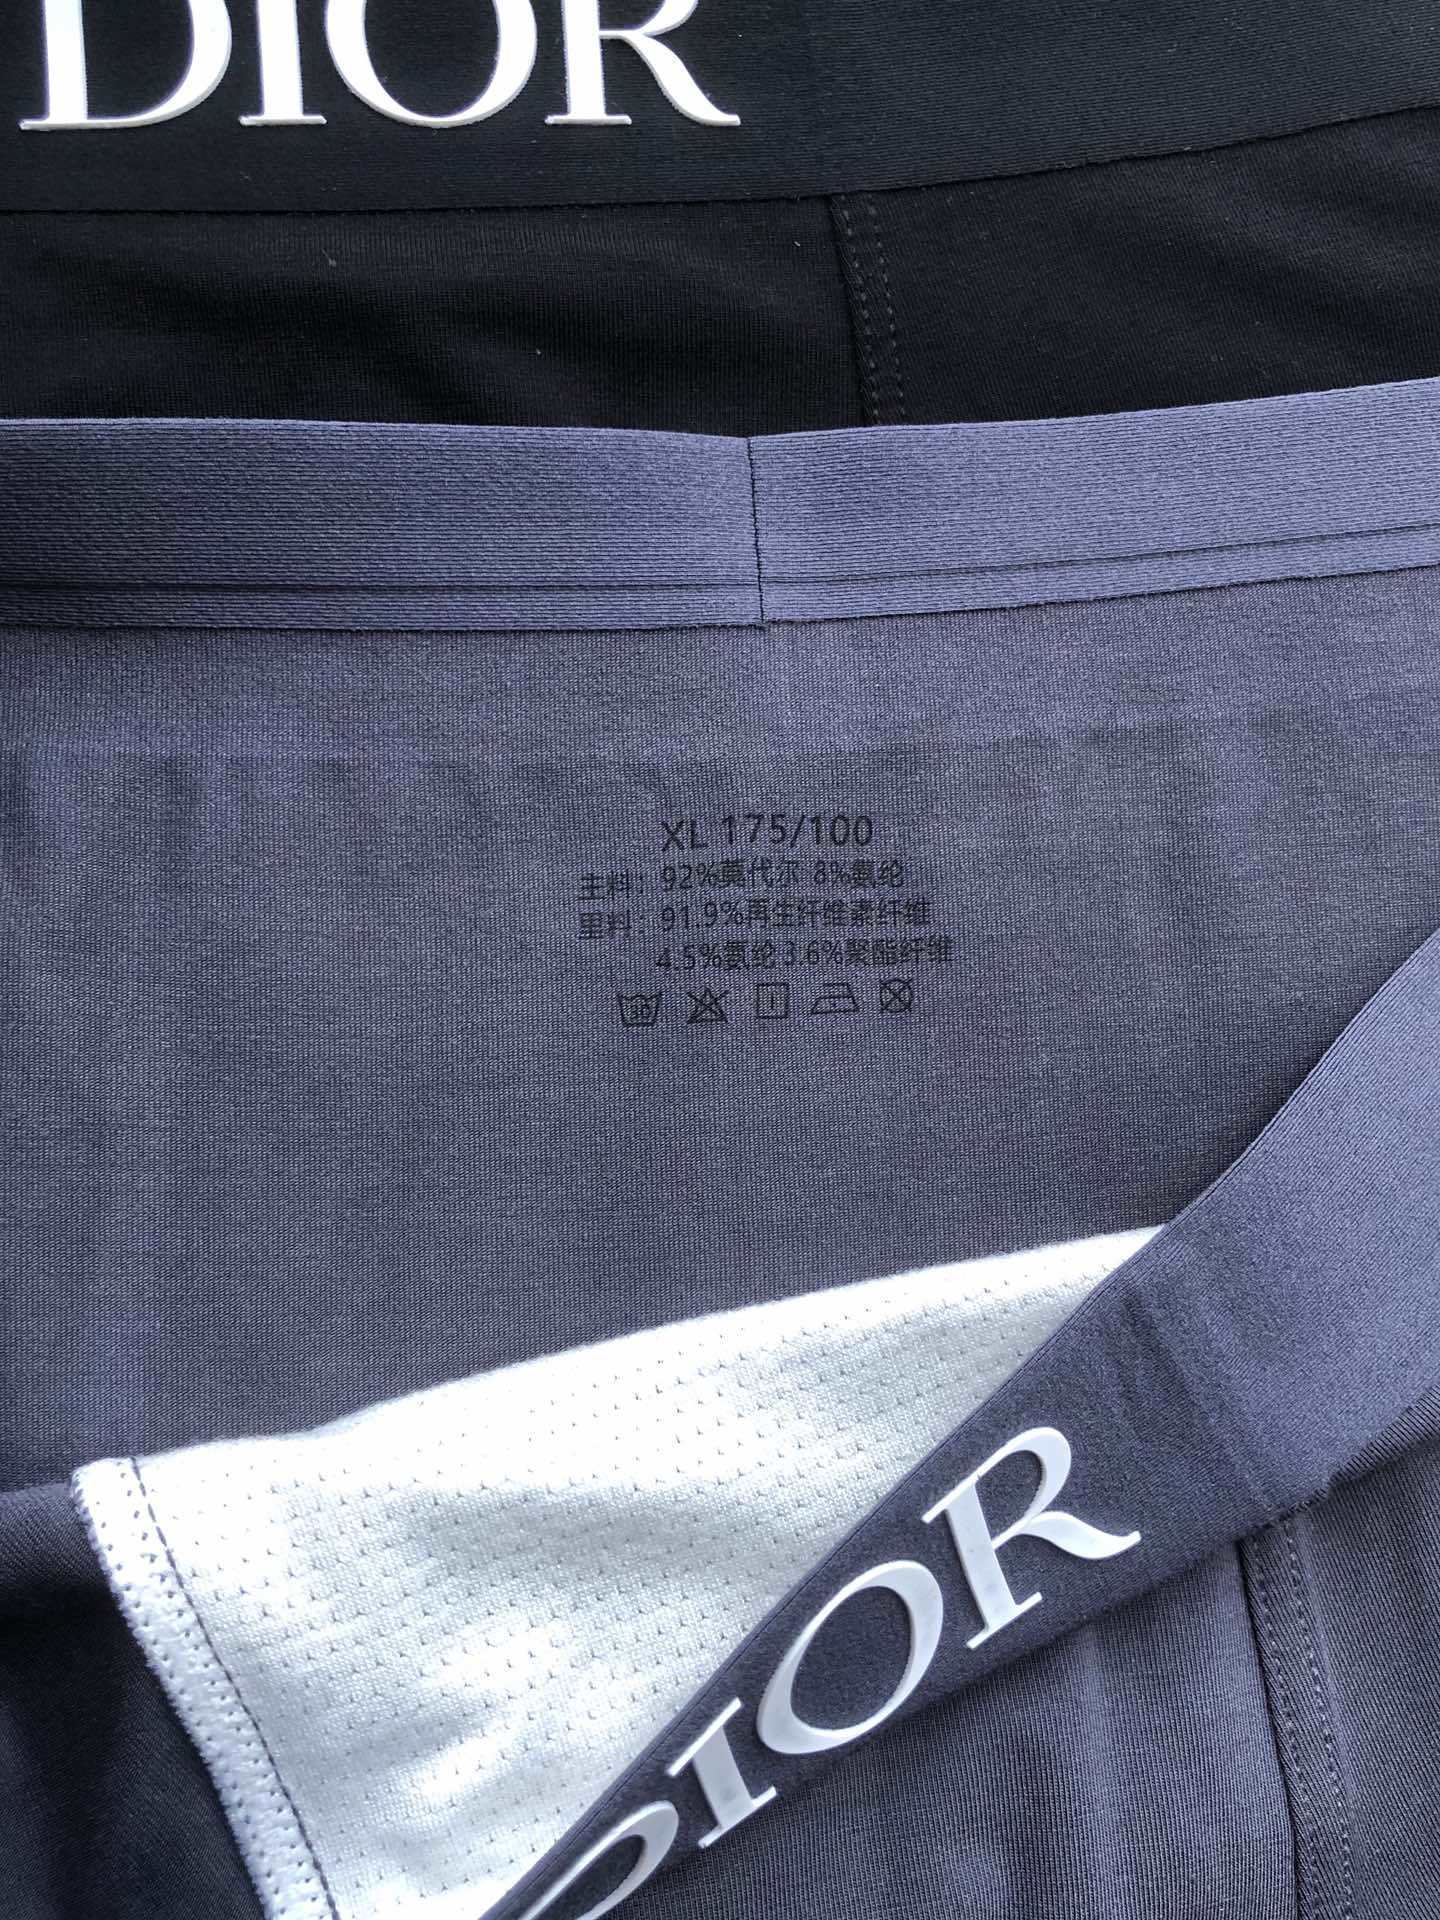 DIOR
XL 175/100
主料：92%莫代尔 8%氨纶
里料：91.9%再生纤维素纤维
4.5%氨纶 3.6%聚酯纤维
30
DIOR